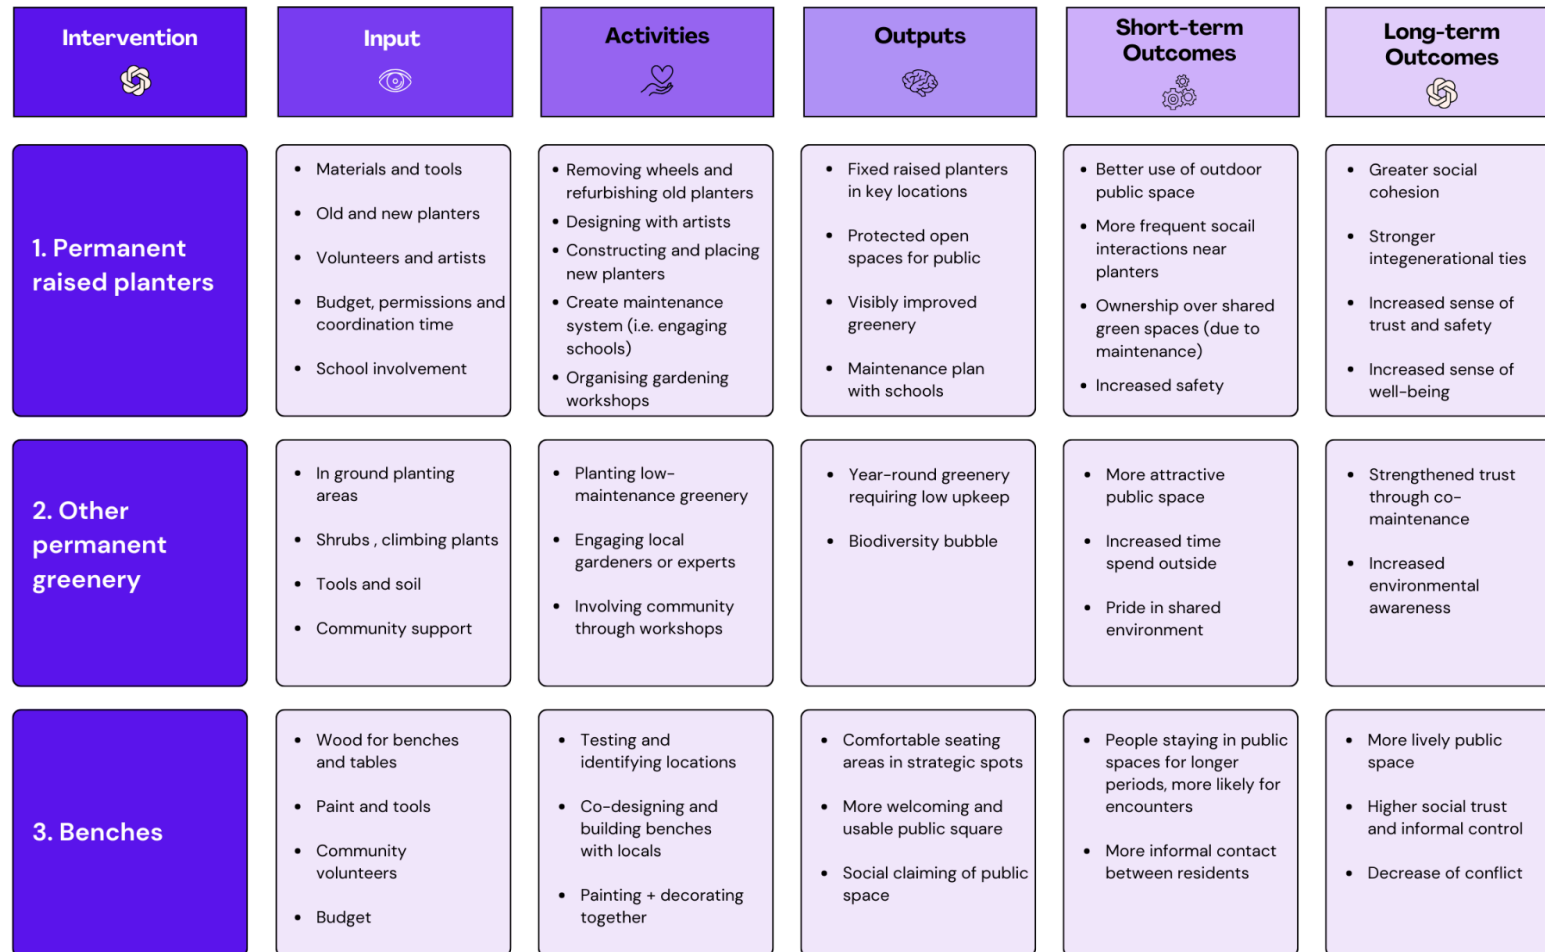 Intervention
Input
Activities
Outputs
Short-term
Outcomes
Long-term
Outcomes
1. Permanent
raised planters
• Materials and tools
• Old and new planters
• Volunteers and artists
• Budget, permissions and
coordination time
• School involvement
• Removing wheels and
refurbishing old planters
• Designing with artists
• Constructing and placing
new planters
• Create maintenance
system (i.e. engaging
schools)
• Organising gardening
workshops
• Fixed raised planters
in key locations
• Protected open
spaces for public
• Visibly improved
greenery
• Maintenance plan
with schools
• Better use of outdoor
public space
• More frequent socail
interactions near
planters
• Ownership over shared
green spaces (due to
maintenance)
• Increased safety
• Greater social
cohesion
• Stronger
integenerational ties
• Increased sense of
trust and safety
• Increased sense of
well-being
2. Other
permanent
greenery
• In ground planting
areas
• Shrubs , climbing plants
• Tools and soil
• Community support
• Planting low-
maintenance greenery
• Engaging local
gardeners or experts
• Involving community
through workshops
• Year-round greenery
requiring low upkeep
• Biodiversity bubble
• More attractive
public space
• Increased time
spend outside
• Pride in shared
environment
• Strengthened trust
through co-
maintenance
• Increased
environmental
awareness
3. Benches
• Wood for benches
and tables
• Paint and tools
• Community
volunteers
• Budget
• Testing and
identifying locations
• Co-designing and
building benches
with locals
• Painting + decorating
together
• Comfortable seating
areas in strategic spots
• More welcoming and
usable public square
• Social claiming of public
space
• People staying in public
spaces for longer
periods, more likely for
encounters
• More informal contact
between residents
• More lively public
space
• Higher social trust
and informal control
• Decrease of conflict